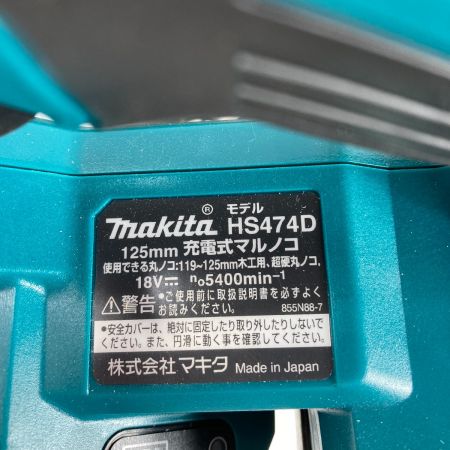 makita® モデル HS474D
125mm 充電式マルノコ
使用できる丸ノコ:119~125mm木工用、超硬丸ノコ、
18V⎓ n₀5400min⁻¹
⚠警告 •ご使用前に取扱説明書を必ずよく
お読みください。 855N88-7
•安全カバーは、絶対に固定したり取り外したりしないで
ください。また、円滑に動く事を確認してください。
株式会社マキタ Made in Japan